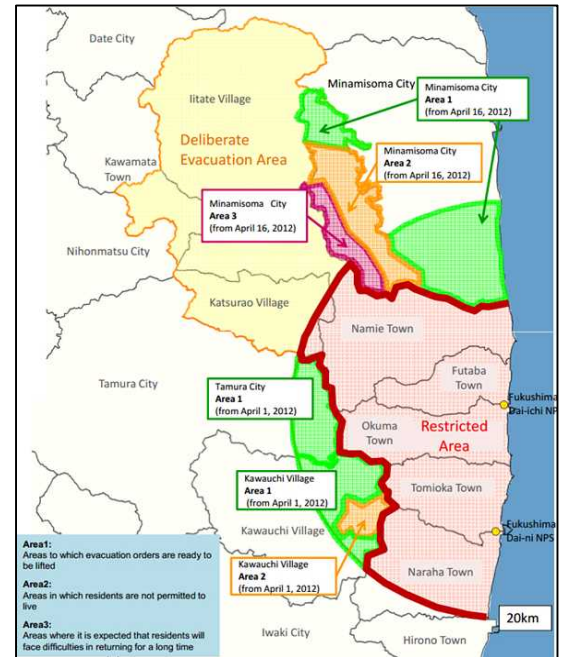 Date City
Minamisoma City
Minamisoma City
Area 1
(from April 16, 2012)
Iitate Village
Deliberate
Evacuation Area
Minamisoma City
Area 2
(from April 16, 2012)
Kawamata
Town
Minamisoma City
Area 3
(from April 16, 2012)
Nihonmatsu City
Katsurao Village
Namie Town
Futaba
Town
Tamura City
Tamura City
Area 1
(from April 1, 2012)
Fukushima
Dai-ichi NP
Okuma
Town
Restricted
Area
Kawauchi Village
Area 1
(from April 1, 2012)
Tomioka Town
Kawauchi Village
Fukushima
Dai-ni NPS
Area1:
Areas to which evacuation orders are ready to
be lifted
Area2:
Areas in which residents are not permitted to
live
Area3:
Areas where it is expected that residents will
face difficulties in returning for a long time
Kawauchi Village
Area 2
(from April 1, 2012)
Naraha Town
20km
Iwaki City
Hirono Town